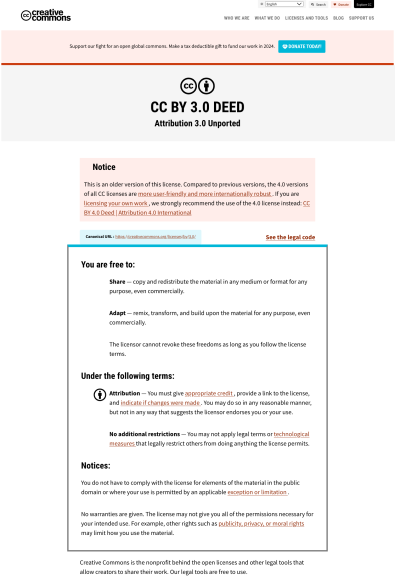 English
Search
Donate
Explore CC
creative
commons
WHO WE ARE WHAT WE DO LICENSES AND TOOLS BLOG SUPPORT US
Support our fight for an open global commons. Make a tax deductible gift to fund our work in 2024.
DONATE TODAY!
CC BY 3.0 DEED
Attribution 3.0 Unported
Notice
This is an older version of this license. Compared to previous versions, the 4.0 versions
of all CC licenses are more user-friendly and more internationally robust . If you are
licensing your own work , we strongly recommend the use of the 4.0 license instead: CC
BY 4.0 Deed | Attribution 4.0 International
Canonical URL : https://creativecommons.org/licenses/by/3.0/
See the legal code
You are free to:
Share — copy and redistribute the material in any medium or format for any
purpose, even commercially.
Adapt — remix, transform, and build upon the material for any purpose, even
commercially.
The licensor cannot revoke these freedoms as long as you follow the license
terms.
Under the following terms:
Attribution — You must give appropriate credit , provide a link to the license,
and indicate if changes were made . You may do so in any reasonable manner,
but not in any way that suggests the licensor endorses you or your use.
No additional restrictions — You may not apply legal terms or technological
measures that legally restrict others from doing anything the license permits.
Notices:
You do not have to comply with the license for elements of the material in the public
domain or where your use is permitted by an applicable exception or limitation .
No warranties are given. The license may not give you all of the permissions necessary for
your intended use. For example, other rights such as publicity, privacy, or moral rights
may limit how you use the material.
Creative Commons is the nonprofit behind the open licenses and other legal tools that
allow creators to share their work. Our legal tools are free to use.